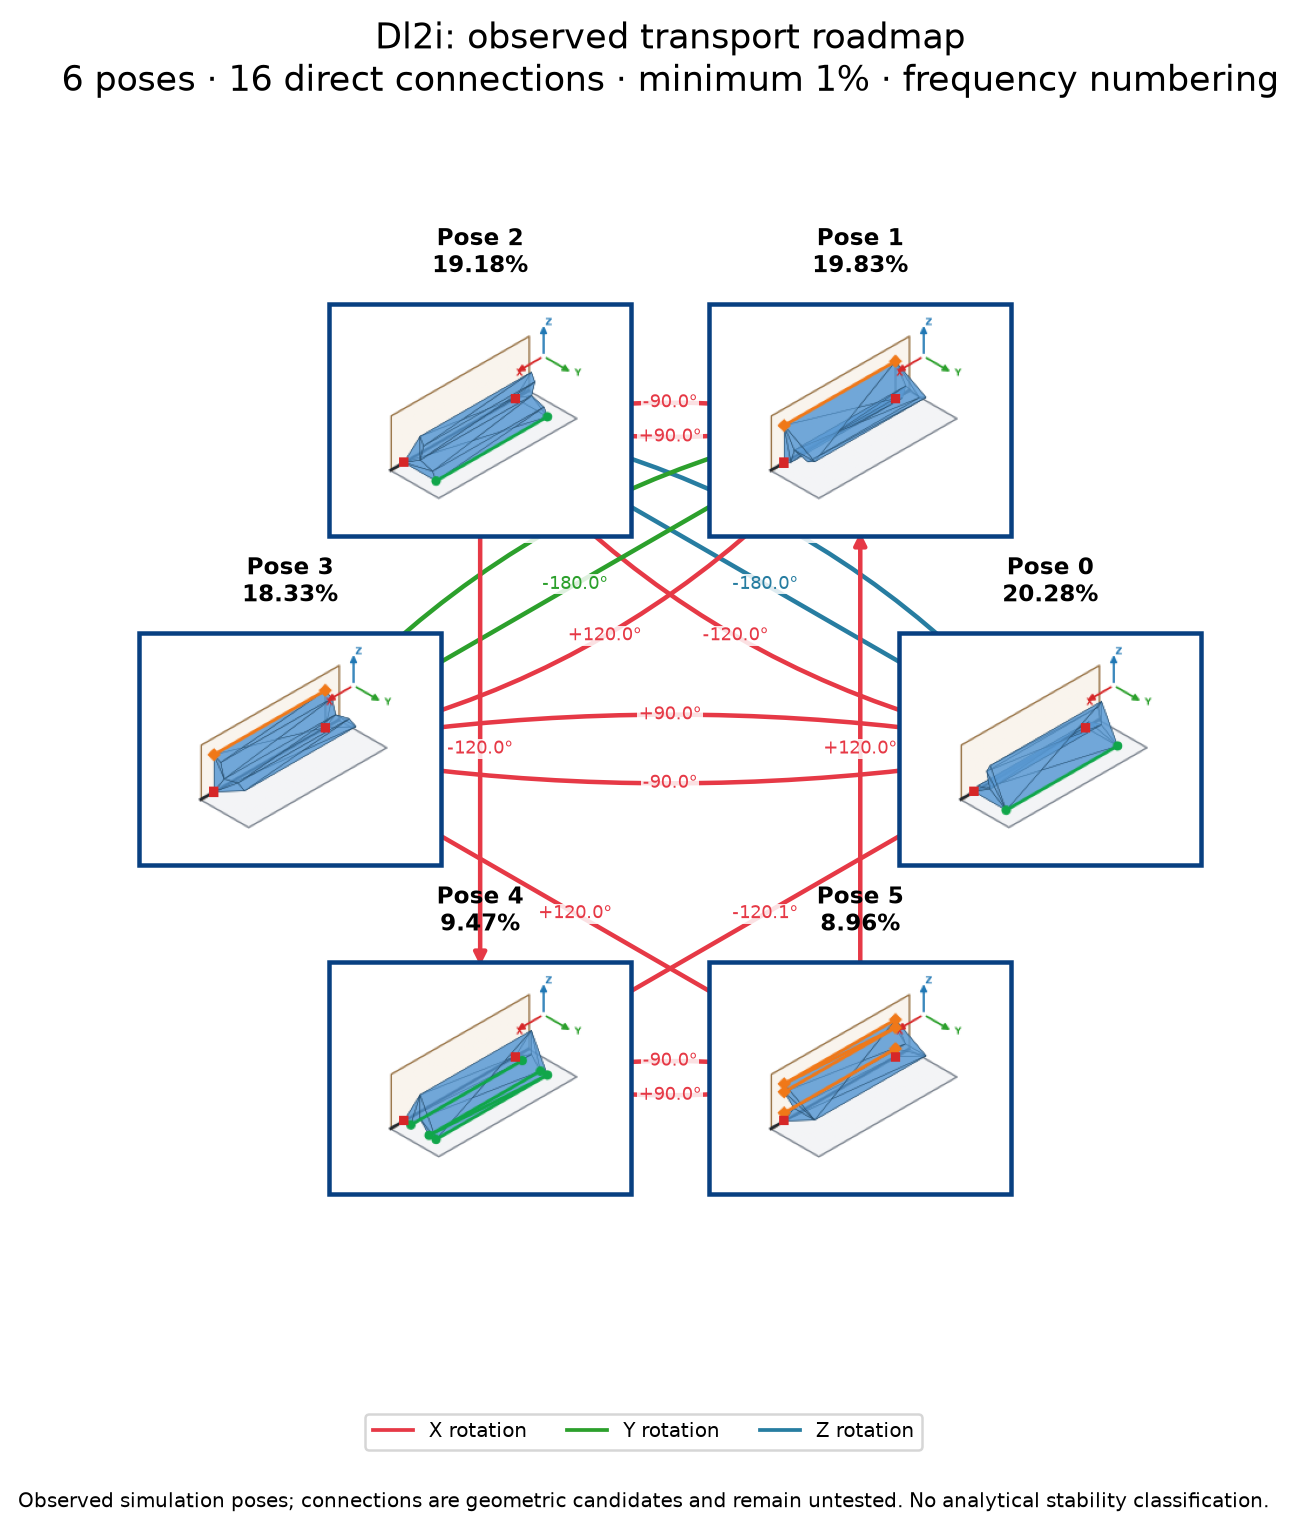 Dl2i: observed transport roadmap
6 poses · 16 direct connections · minimum 1% · frequency numbering
Pose 2
19.18%
Pose 1
19.83%
Z
X
Y
Z
X
Y
-90.0°
+90.0°
Pose 3
18.33%
-180.0°
-180.0°
Pose 0
20.28%
+120.0°
-120.0°
Z
X
Y
Z
X
Y
+90.0°
-120.0°
+120.0°
-90.0°
Pose 4
9.47%
+120.0°
-120.1°
Pose 5
8.96%
Z
X
Y
Z
X
Y
-90.0°
+90.0°
X rotation
Y rotation
Z rotation
Observed simulation poses; connections are geometric candidates and remain untested. No analytical stability classification.